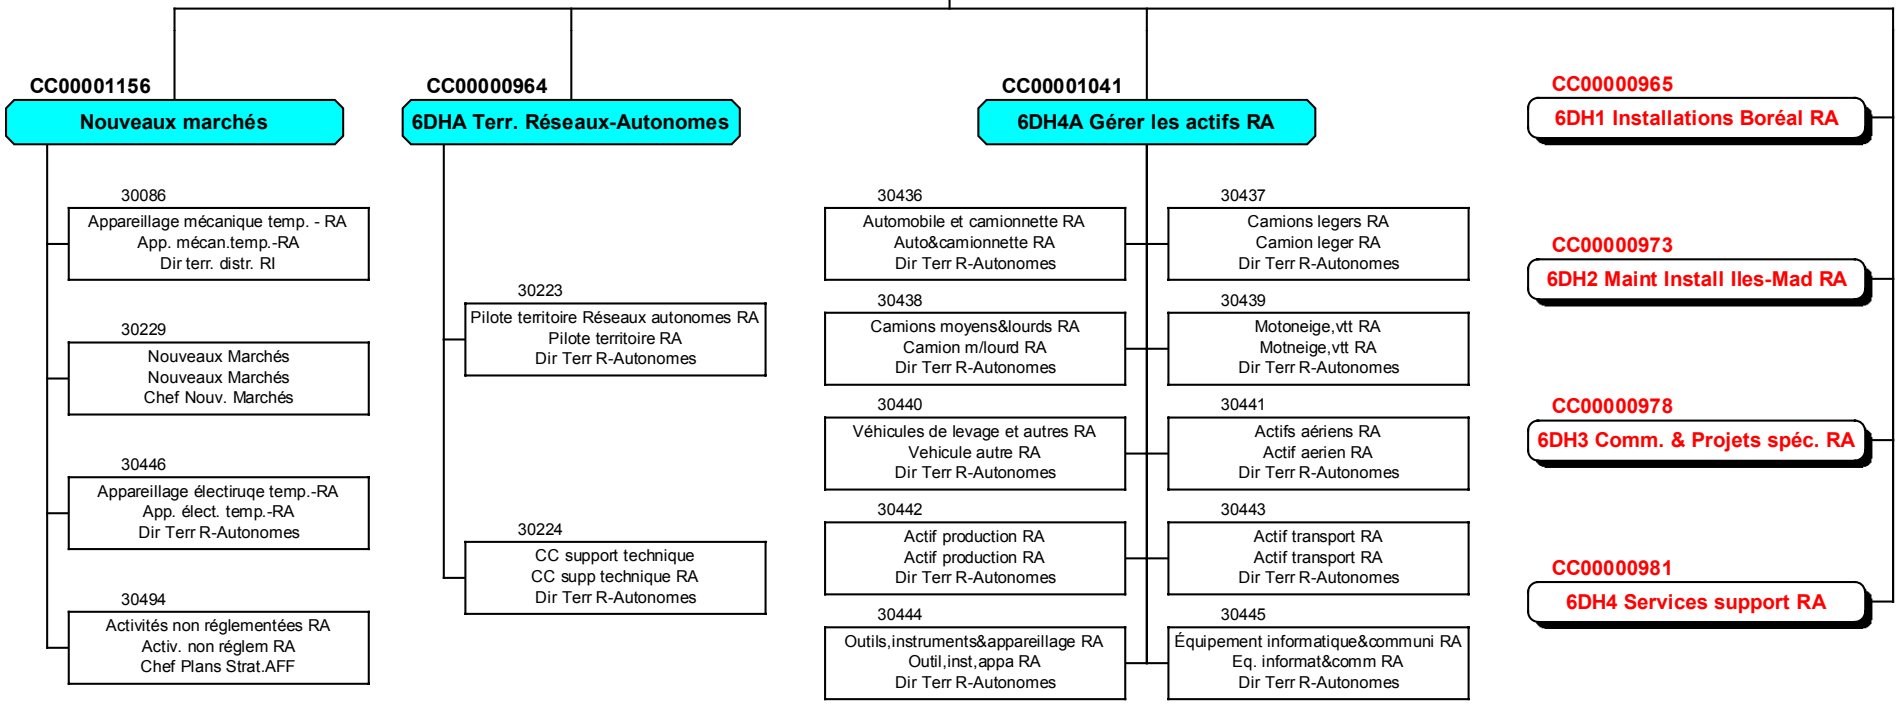 CC00001156
Nouveaux marchés
30086
Appareillage mécanique temp. - RA
App. mécan.temp.-RA
Dir terr. distr. RI
30229
Nouveaux Marchés
Nouveaux Marchés
Chef Nouv. Marchés
30446
Appareillage électiruqe temp.-RA
App. élect. temp.-RA
Dir Terr R-Autonomes
30494
Activités non réglementées RA
Activ. non réglem RA
Chef Plans Strat.AFF
CC00000964
6DHA Terr. Réseaux-Autonomes
30223
Pilote territoire Réseaux autonomes RA
Pilote territoire RA
Dir Terr R-Autonomes
30224
CC support technique
CC supp technique RA
Dir Terr R-Autonomes
CC00001041
6DH4A Gérer les actifs RA
30436
Automobile et camionnette RA
Auto&camionnette RA
Dir Terr R-Autonomes
30437
Camions legers RA
Camion leger RA
Dir Terr R-Autonomes
30438
Camions moyens&lourds RA
Camion m/lourd RA
Dir Terr R-Autonomes
30439
Motoneige,vtt RA
Motneige,vtt RA
Dir Terr R-Autonomes
30440
Véhicules de levage et autres RA
Vehicule autre RA
Dir Terr R-Autonomes
30441
Actifs aériens RA
Actif aerien RA
Dir Terr R-Autonomes
30442
Actif production RA
Actif production RA
Dir Terr R-Autonomes
30443
Actif transport RA
Actif transport RA
Dir Terr R-Autonomes
30444
Outils,instruments&appareillage RA
Outil,inst,appa RA
Dir Terr R-Autonomes
30445
Équipement informatique&communi RA
Eq. informat&comm RA
Dir Terr R-Autonomes
CC00000965
6DH1 Installations Boréal RA
CC00000973
6DH2 Maint Install Iles-Mad RA
CC00000978
6DH3 Comm. & Projets spéc. RA
CC00000981
6DH4 Services support RA